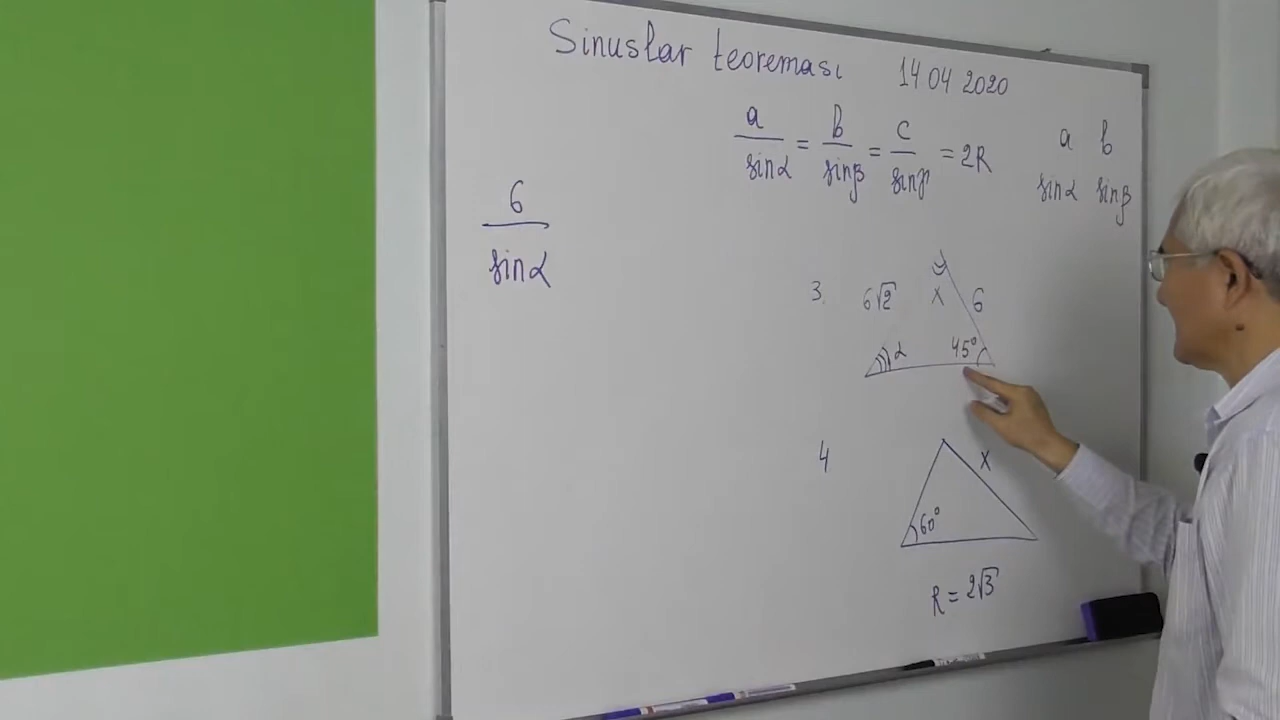 Sinuslar teoreması 14 04 2020
a/sinα = b/sinβ = c/sinγ = 2R
a b
sinα sinβ
6/sinα
3. 6√2 x 6
α 45°
4 x
60°
R = 2√3